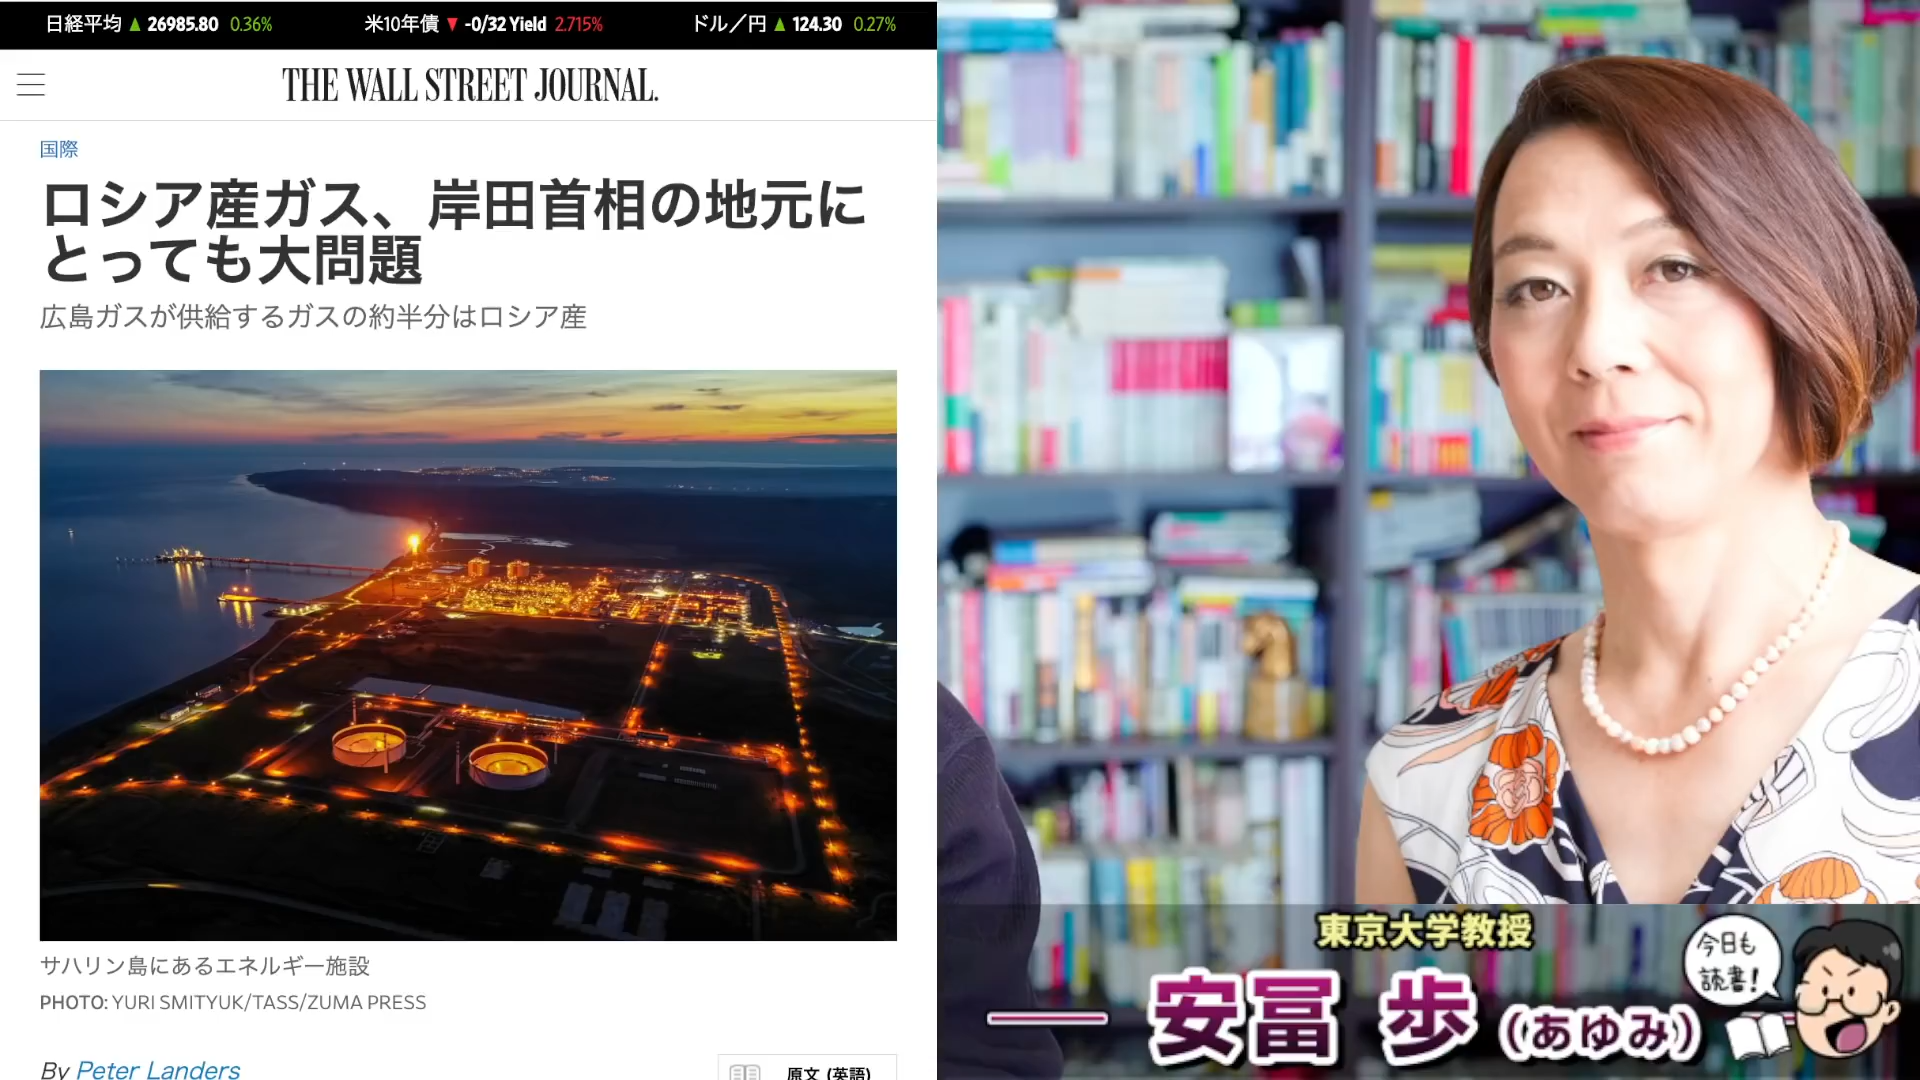 日経平均 ▲ 26985.80 0.36% 米10年債 ▼ -0/32 Yield 2.715% ドル／円 ▲ 124.30 0.27%
THE WALL STREET JOURNAL.
国際
ロシア産ガス、岸田首相の地元に
とっても大問題
広島ガスが供給するガスの約半分はロシア産
サハリン島にあるエネルギー施設
PHOTO: YURI SMITYUK/TASS/ZUMA PRESS
By Peter Landers
原文 (英語)
東京大学教授
安冨 歩 (あゆみ)
今日も
読書!